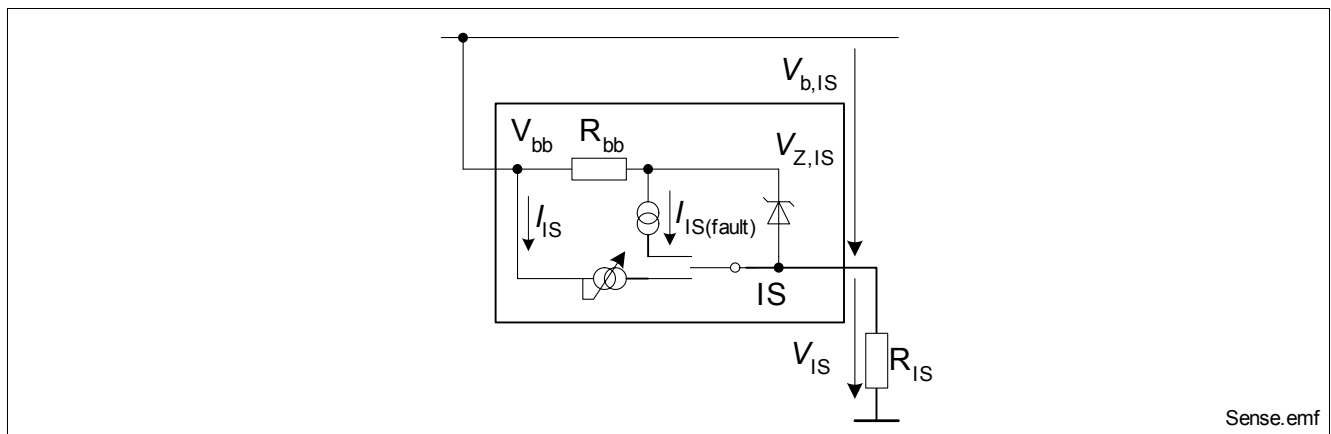 V_b,IS
V_bb R_bb V_Z,IS
I_IS I_IS(fault)
IS
V_IS R_IS
Sense.emf